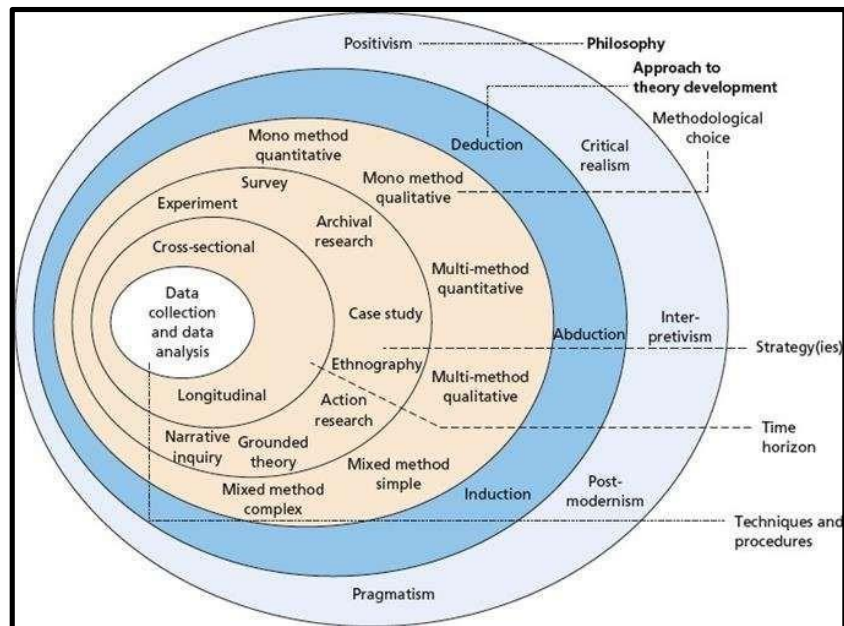 Positivism
Philosophy
Approach to
theory development
Methodological
choice
Mono method
quantitative
Deduction
Critical
realism
Mono method
qualitative
Survey
Experiment
Archival
research
Cross-sectional
Multi-method
quantitative
Data
collection
and data
analysis
Case study
Inter-
pretivism
Abduction
Strategy(ies)
Ethnography
Multi-method
qualitative
Longitudinal
Action
research
Time
horizon
Narrative
inquiry
Grounded
theory
Mixed method
simple
Mixed method
complex
Induction
Post-
modernism
Techniques and
procedures
Pragmatism